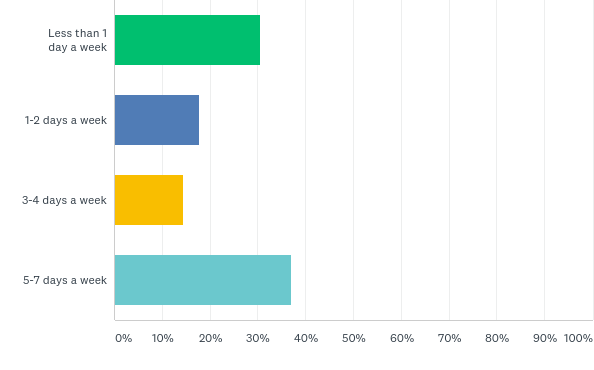 Less than 1
day a week
1-2 days a week
3-4 days a week
5-7 days a week
0% 10% 20% 30% 40% 50% 60% 70% 80% 90% 100%